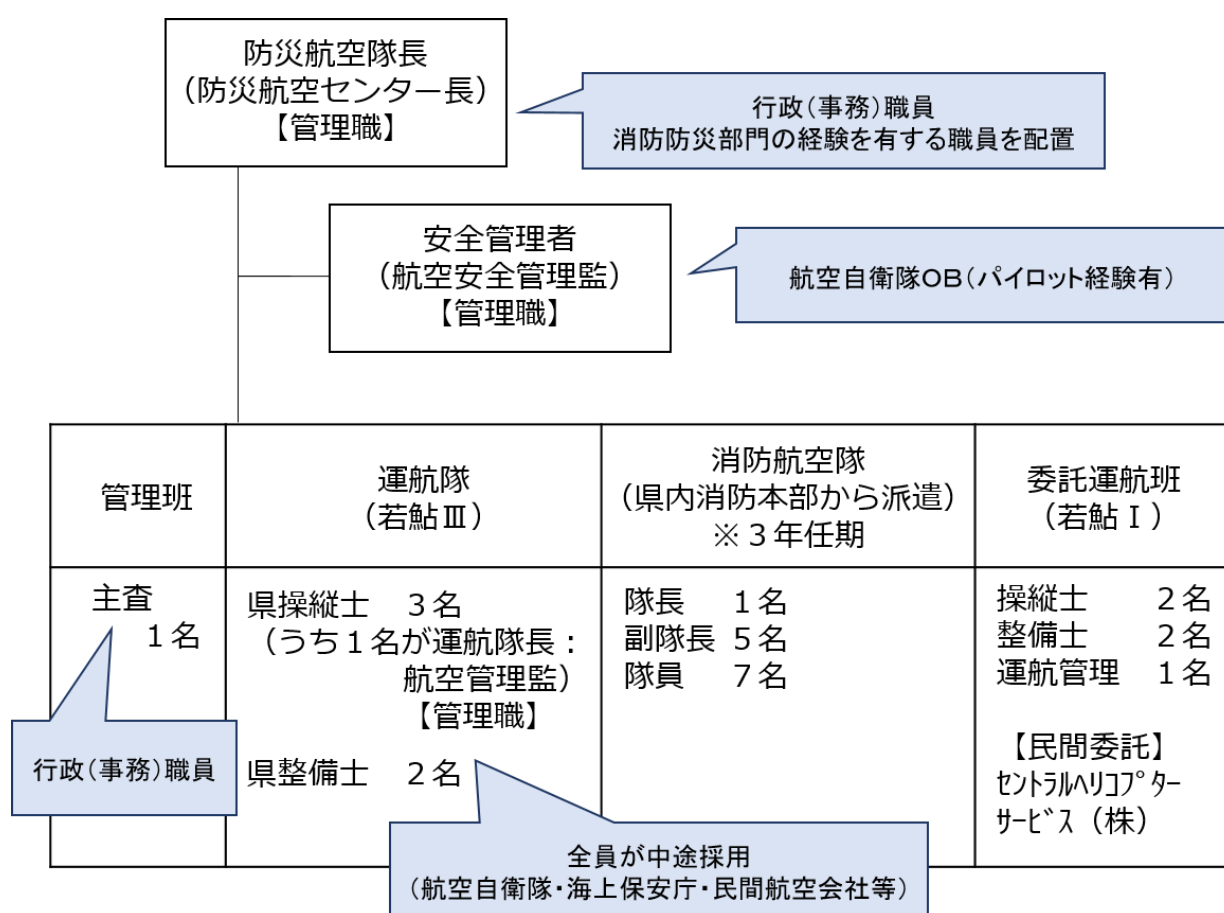 防災航空隊長
（防災航空センター長）
【管理職】
行政（事務）職員
消防防災部門の経験を有する職員を配置
安全管理者
（航空安全管理監）
【管理職】
航空自衛隊ＯＢ（パイロット経験有）
管理班
運航隊
（若鮎Ⅲ）
消防航空隊
（県内消防本部から派遣）
※３年任期
委託運航班
（若鮎Ⅰ）
主査
１名
行政（事務）職員
県操縦士　３名
（うち１名が運航隊長：
航空管理監）
【管理職】
県整備士　２名
全員が中途採用
（航空自衛隊・海上保安庁・民間航空会社等）
隊長　　１名
副隊長 ５名
隊員　　７名
操縦士　　２名
整備士　　２名
運航管理　１名
【民間委託】
ｾﾝﾄﾗﾙﾍﾘｺﾌﾟﾀｰ
ｻｰﾋﾞｽ（株）